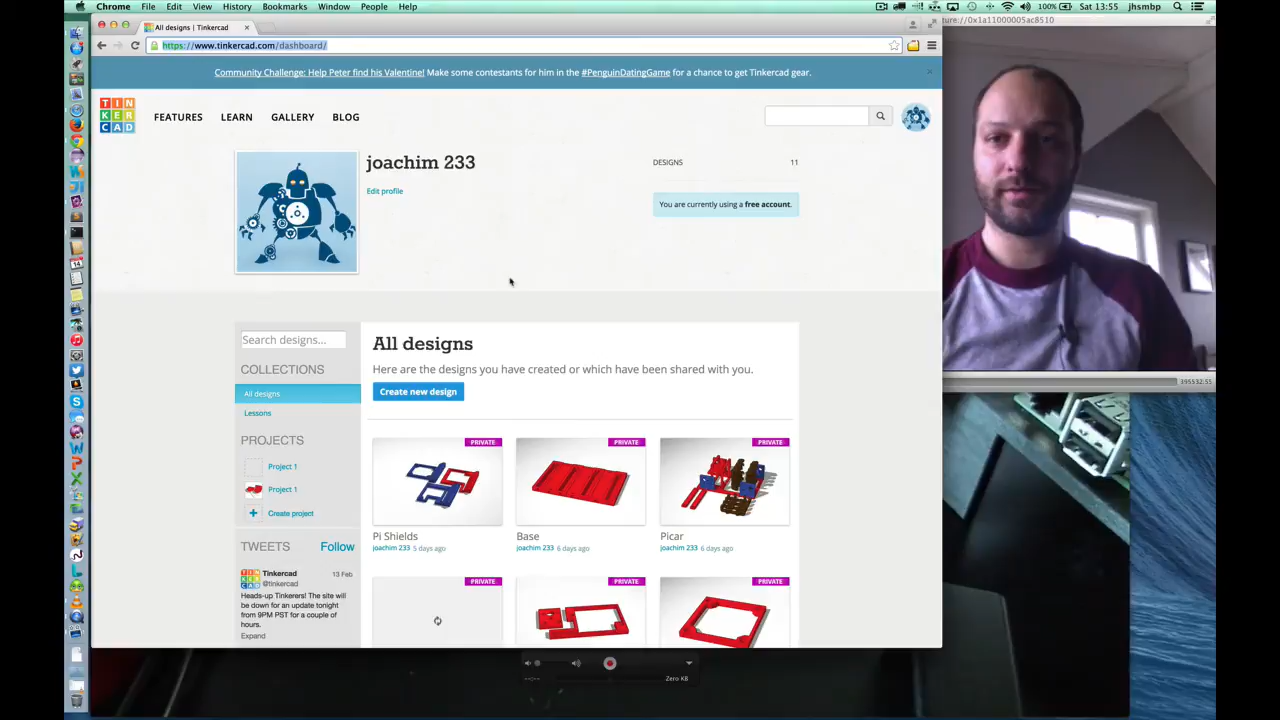 Chrome File Edit View History Bookmarks Window People Help
100% Sat 13:55 jhsmbp
ture://0x1a11000005ac8510
All designs | Tinkercad
https://www.tinkercad.com/dashboard/
Community Challenge: Help Peter find his Valentine! Make some contestants for him in the #PenguinDatingGame for a chance to get Tinkercad gear.
TIN
KER
CAD
FEATURES LEARN GALLERY BLOG
joachim 233
Edit profile
DESIGNS 11
You are currently using a free account.
Search designs...
COLLECTIONS
All designs
Lessons
PROJECTS
Project 1
Project 1
Create project
TWEETS Follow
Tinkercad 13 Feb
@tinkercad
Heads-up Tinkerers! The site
will be down for an update tonight
from 9PM PST for a couple of
hours.
Expand
All designs
Here are the designs you have created or which have been shared with you.
Create new design
PRIVATE PRIVATE PRIVATE
Pi Shields Base Picar
joachim 233 5 days ago joachim 233 6 days ago joachim 233 6 days ago
PRIVATE PRIVATE PRIVATE
395532:55
--:-- Zero KB